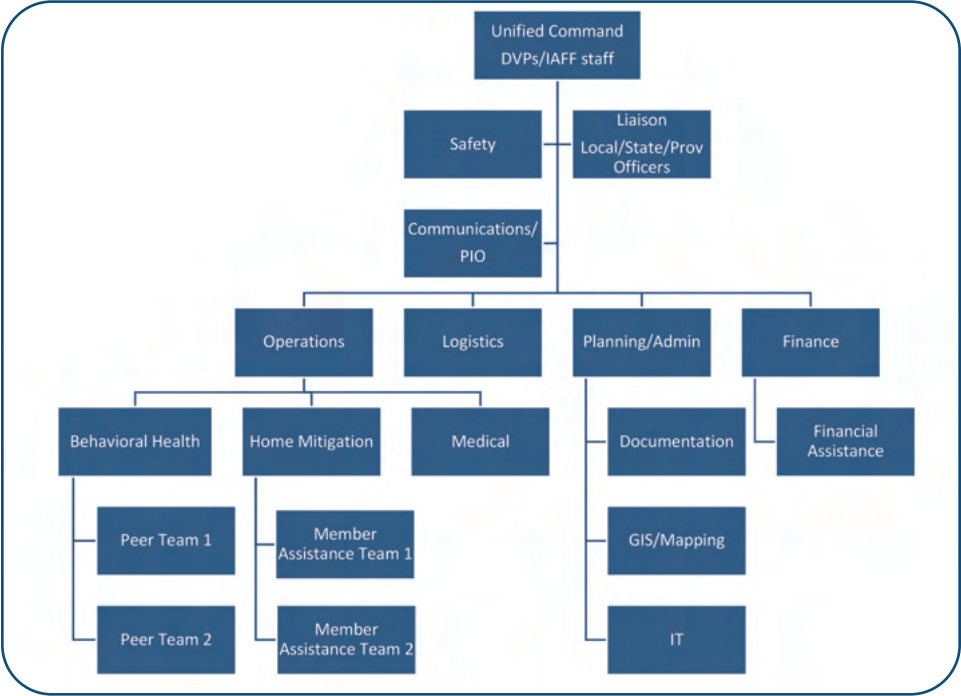 Unified Command
DVPs/IAFF staff
Safety
Liaison
Local/State/Prov
Officers
Communications/
PIO
Operations
Logistics
Planning/Admin
Finance
Behavioral Health
Home Mitigation
Medical
Documentation
Financial
Assistance
Peer Team 1
Member
Assistance Team 1
GIS/Mapping
Peer Team 2
Member
Assistance Team 2
IT